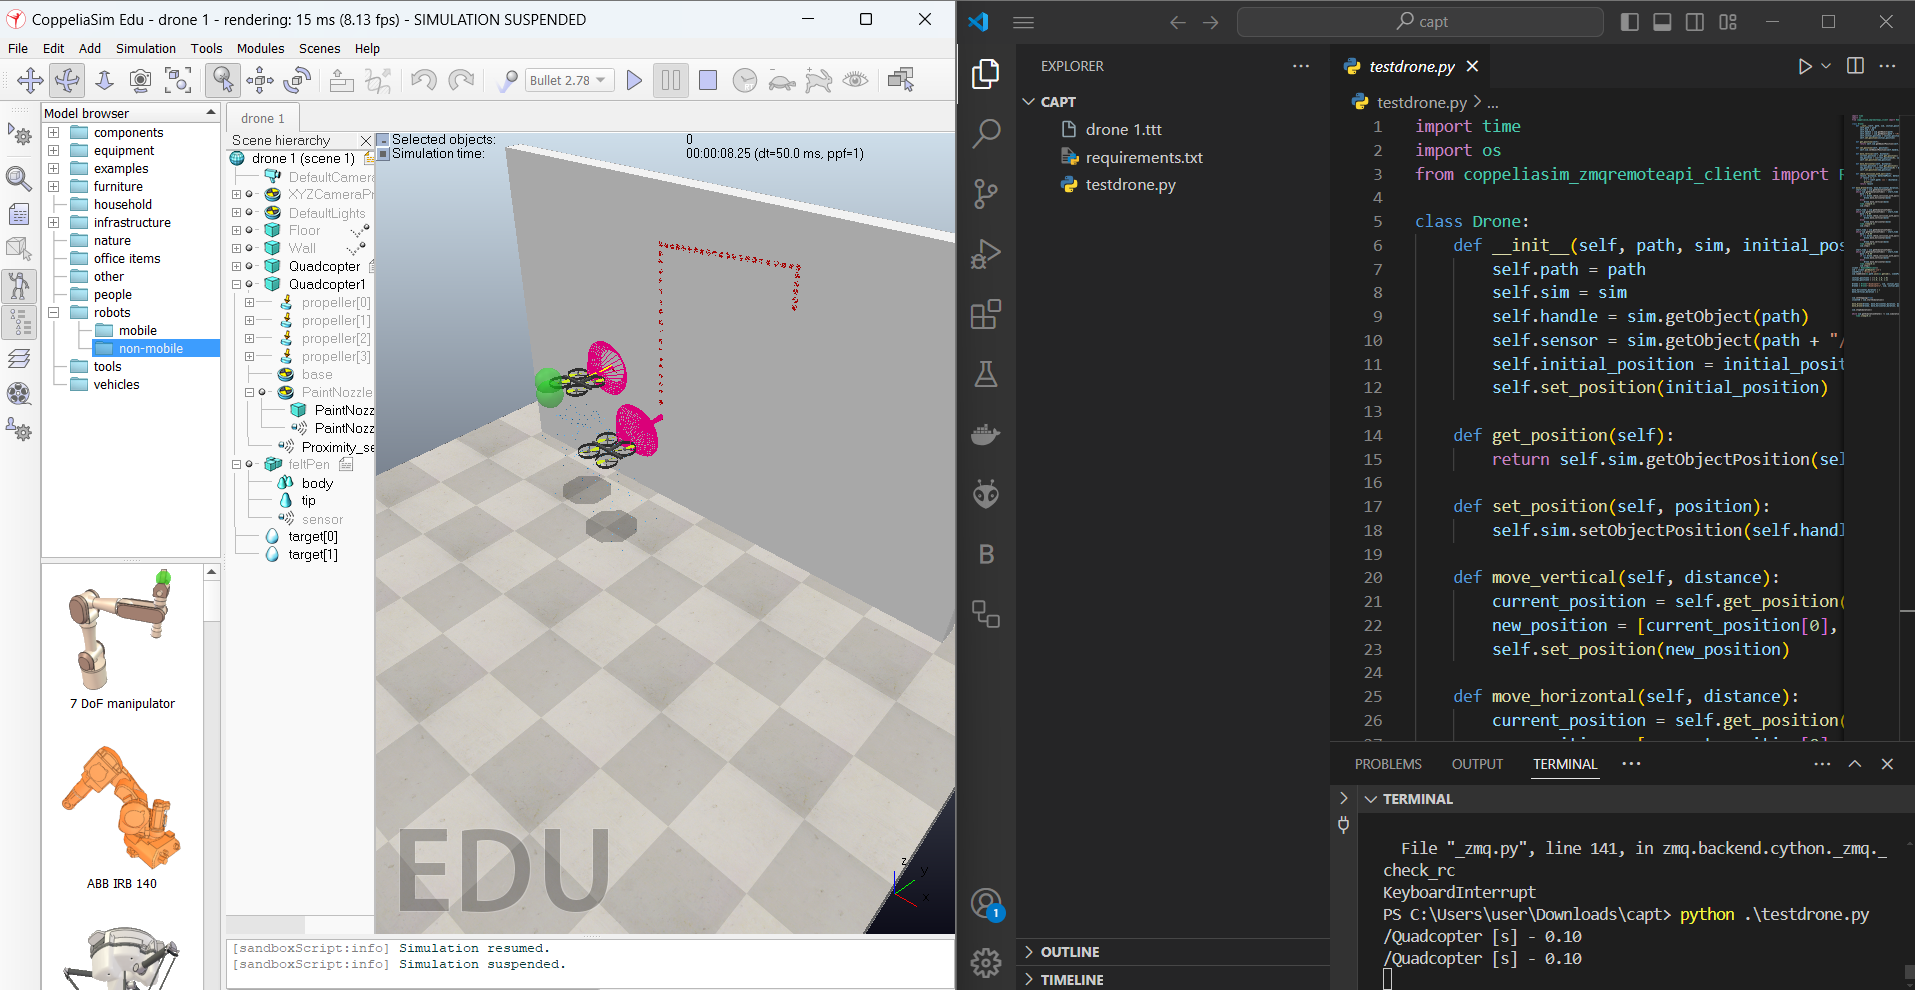 CoppeliaSim Edu - drone 1 - rendering: 15 ms (8.13 fps) - SIMULATION SUSPENDED
File Edit Add Simulation Tools Modules Scenes Help
Bullet 2.78
Model browser
components
equipment
examples
furniture
household
infrastructure
nature
office items
other
people
robots
mobile
non-mobile
tools
vehicles
7 DoF manipulator
ABB IRB 140
drone 1
Scene hierarchy
drone 1 (scene 1)
DefaultCamera
XYZCameraPr
DefaultLights
Floor
Wall
Quadcopter
Quadcopter1
propeller[0]
propeller[1]
propeller[2]
propeller[3]
base
PaintNozzle
PaintNozz
PaintNozz
Proximity_se
feltPen
body
tip
sensor
target[0]
target[1]
Selected objects: 0
Simulation time: 00:00:08.25 (dt=50.0 ms, ppf=1)
EDU
z
y
x
[sandboxScript:info] Simulation resumed.
[sandboxScript:info] Simulation suspended.
capt
EXPLORER
CAPT
drone 1.ttt
requirements.txt
testdrone.py
OUTLINE
TIMELINE
B
1
testdrone.py
testdrone.py > ...
1 import time
2 import os
3 from coppeliasim_zmqremoteapi_client import R
4
5 class Drone:
6 def __init__(self, path, sim, initial_pos
7 self.path = path
8 self.sim = sim
9 self.handle = sim.getObject(path)
10 self.sensor = sim.getObject(path + "/
11 self.initial_position = initial_posit
12 self.set_position(initial_position)
13
14 def get_position(self):
15 return self.sim.getObjectPosition(sel
16
17 def set_position(self, position):
18 self.sim.setObjectPosition(self.handl
19
20 def move_vertical(self, distance):
21 current_position = self.get_position(
22 new_position = [current_position[0],
23 self.set_position(new_position)
24
25 def move_horizontal(self, distance):
26 current_position = self.get_position(
PROBLEMS OUTPUT TERMINAL
TERMINAL
File "_zmq.py", line 141, in zmq.backend.cython._zmq._
check_rc
KeyboardInterrupt
PS C:\Users\user\Downloads\capt> python .\testdrone.py
/Quadcopter [s] - 0.10
/Quadcopter [s] - 0.10